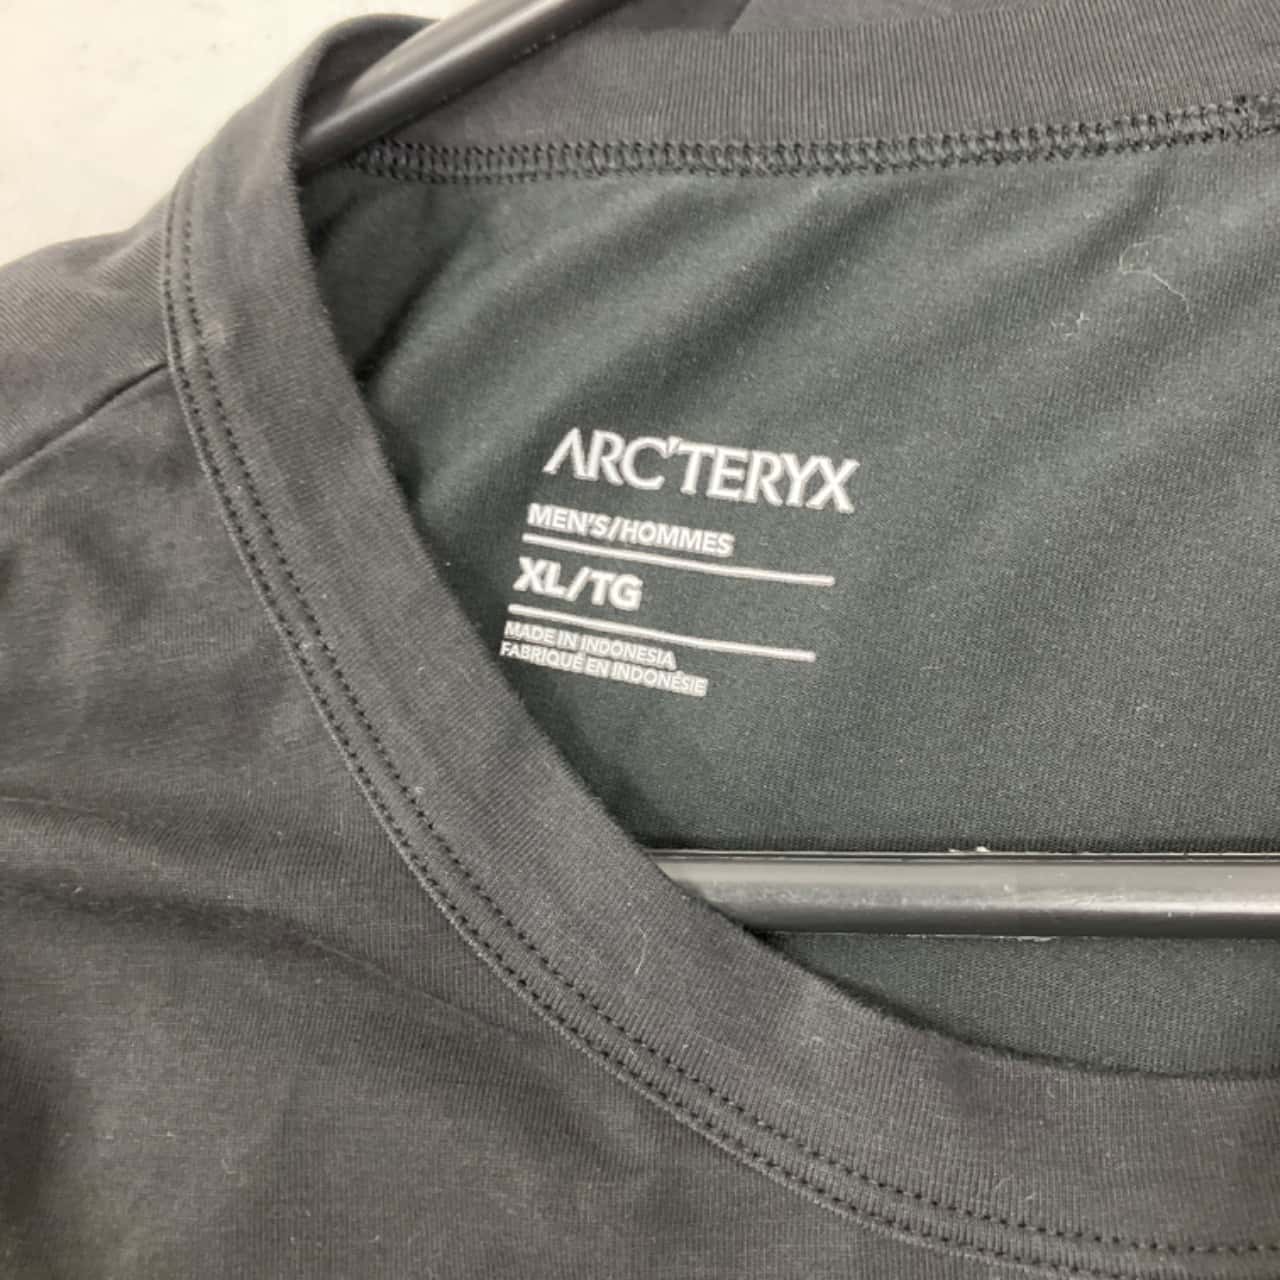 ARC'TERYX
MEN'S/HOMMES
XL/TG
MADE IN INDONESIA
FABRIQUÉ EN INDONÉSIE